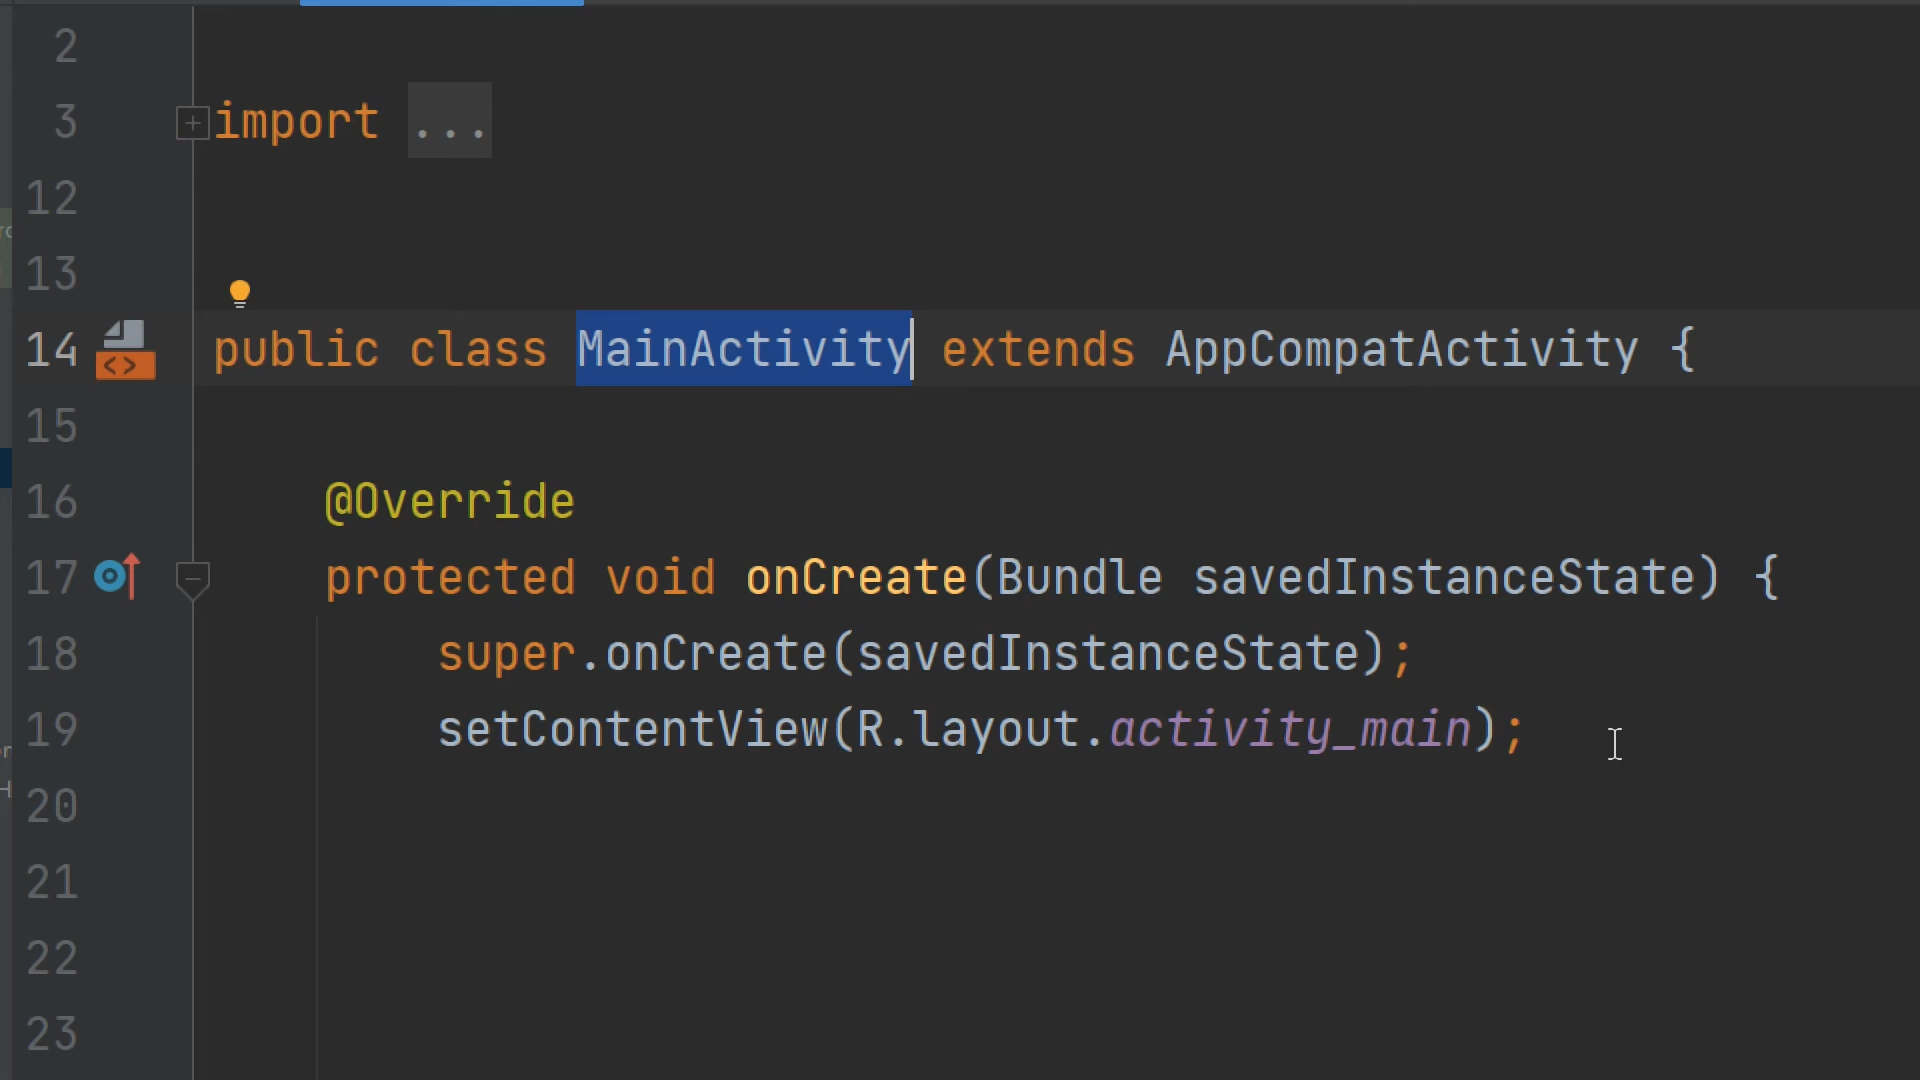 2
3 import ...
12
13
14 public class MainActivity extends AppCompatActivity {
15
16 @Override
17 protected void onCreate(Bundle savedInstanceState) {
18 super.onCreate(savedInstanceState);
19 setContentView(R.layout.activity_main);
20
21
22
23